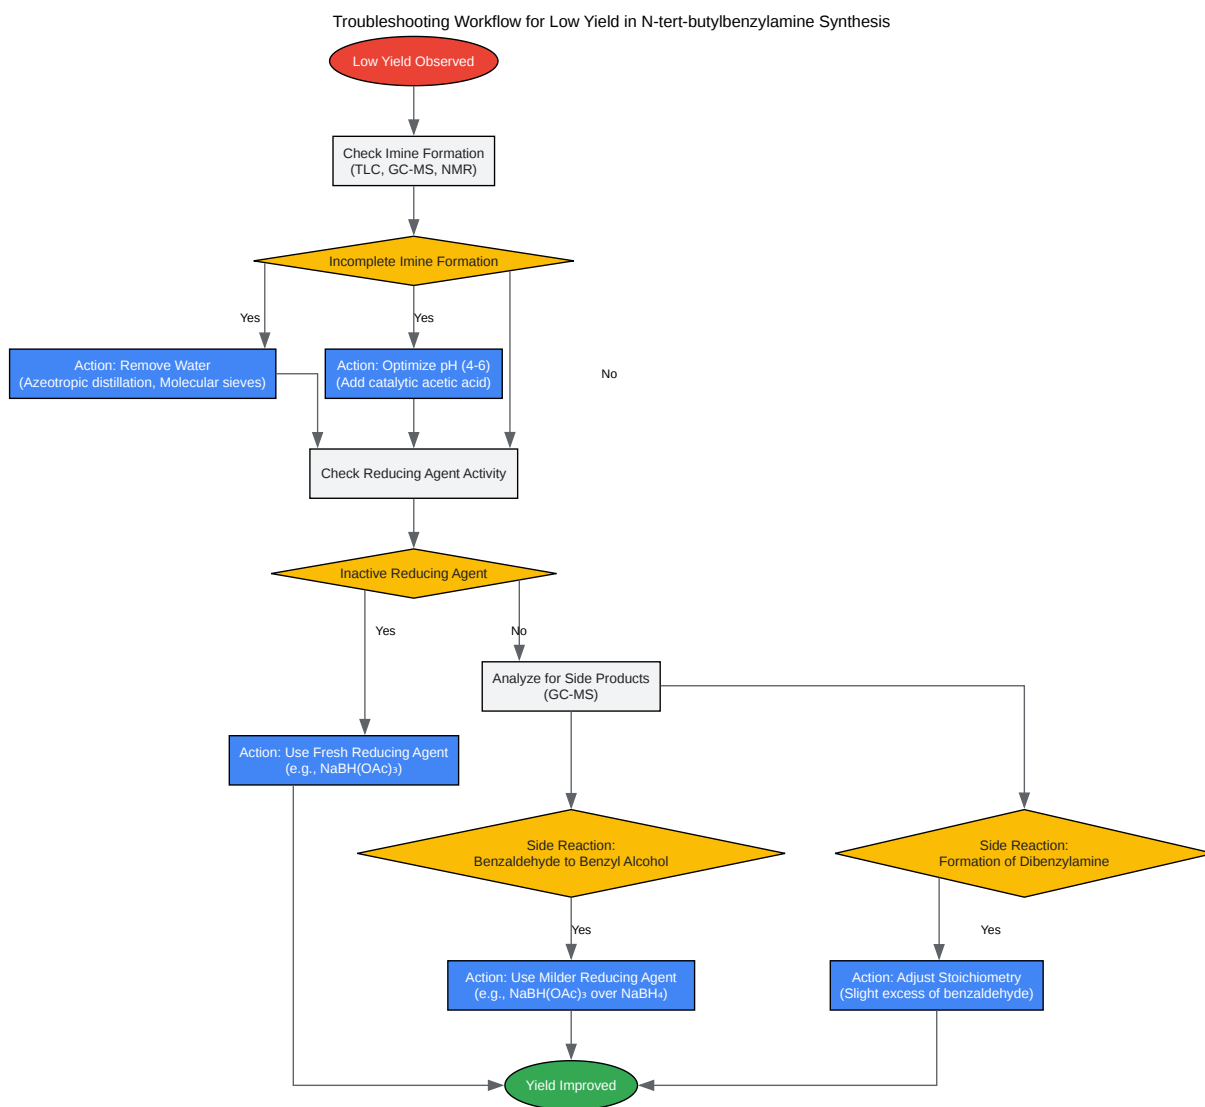 Troubleshooting Workflow for Low Yield in N-tert-butylbenzylamine Synthesis
Low Yield Observed
Check Imine Formation
(TLC, GC-MS, NMR)
Incomplete Imine Formation
Yes
Yes
No
Action: Remove Water
(Azeotropic distillation, Molecular sieves)
Action: Optimize pH (4-6)
(Add catalytic acetic acid)
Check Reducing Agent Activity
Inactive Reducing Agent
Yes
No
Analyze for Side Products
(GC-MS)
Action: Use Fresh Reducing Agent
(e.g., NaBH(OAc)₃)
Side Reaction:
Benzaldehyde to Benzyl Alcohol
Side Reaction:
Formation of Dibenzylamine
Yes
Yes
Action: Use Milder Reducing Agent
(e.g., NaBH(OAc)₃ over NaBH₄)
Action: Adjust Stoichiometry
(Slight excess of benzaldehyde)
Yield Improved